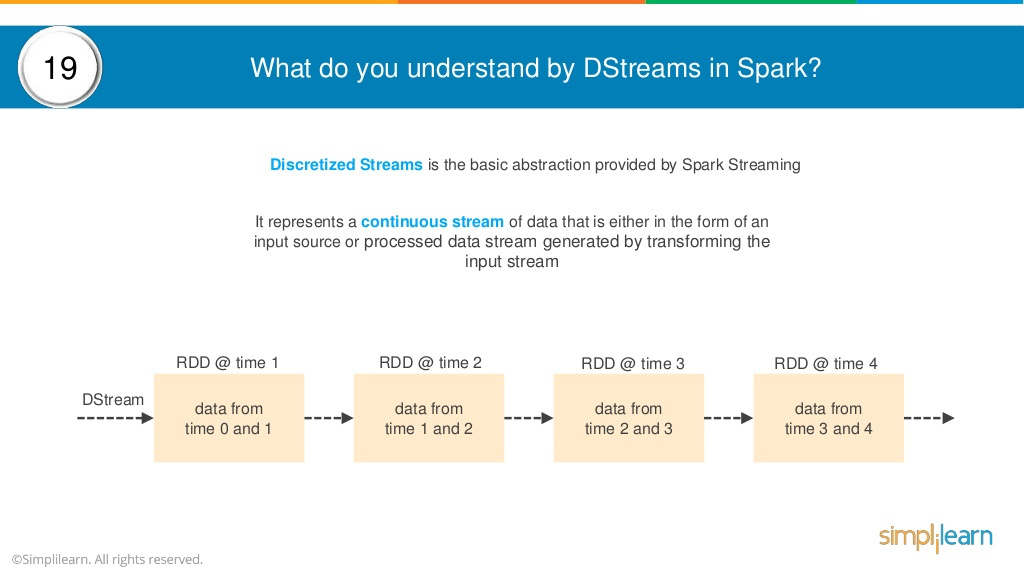 19
What do you understand by DStreams in Spark?
Discretized Streams is the basic abstraction provided by Spark Streaming
It represents a continuous stream of data that is either in the form of an
input source or processed data stream generated by transforming the
input stream
RDD @ time 1
RDD @ time 2
RDD @ time 3
RDD @ time 4
DStream
data from
time 0 and 1
data from
time 1 and 2
data from
time 2 and 3
data from
time 3 and 4
simplilearn
©Simplilearn. All rights reserved.